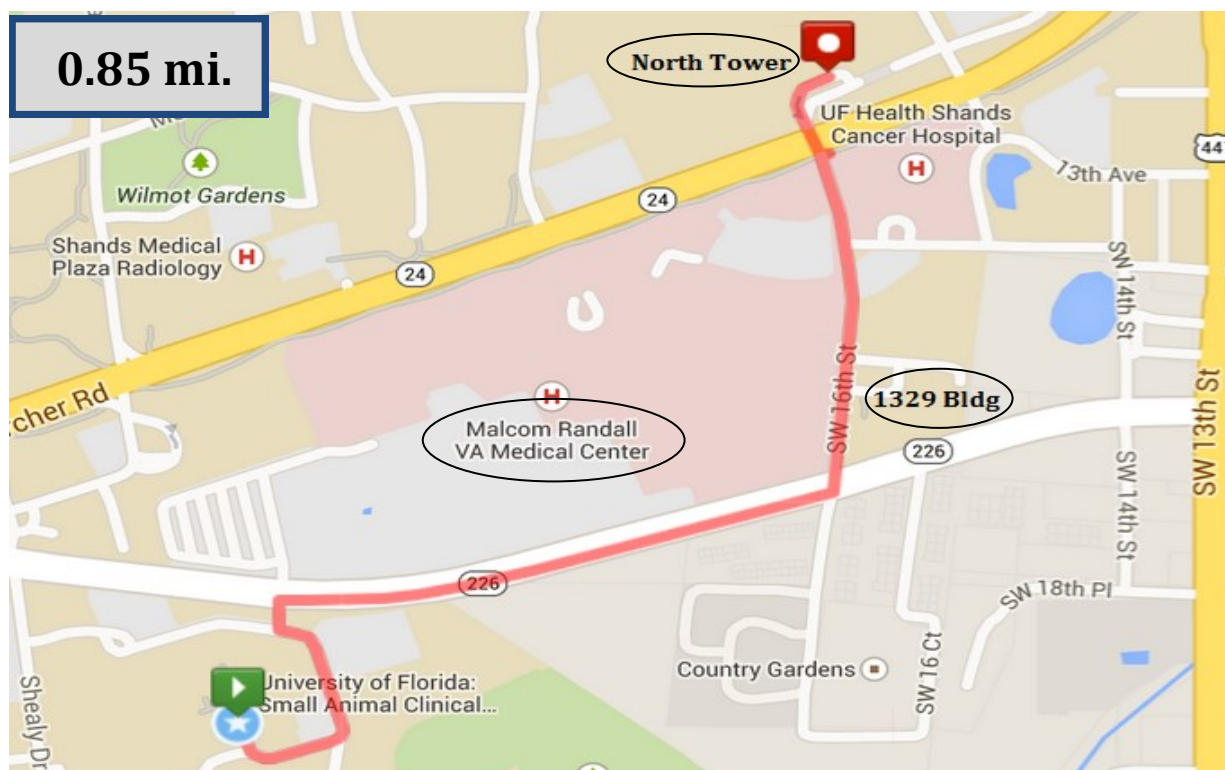 0.85 mi.
North Tower
UF Health Shands
Cancer Hospital
441
13th Ave
Wilmot Gardens
24
Shands Medical
Plaza Radiology
24
SW 14th St
cher Rd
SW 16th St
1329 Bldg
Malcom Randall
VA Medical Center
226
SW 13th St
SW 14th St
226
SW 18th Pl
Country Gardens
SW 16 Ct
University of Florida:
Small Animal Clinical...
Shealy Dr
H
H
H